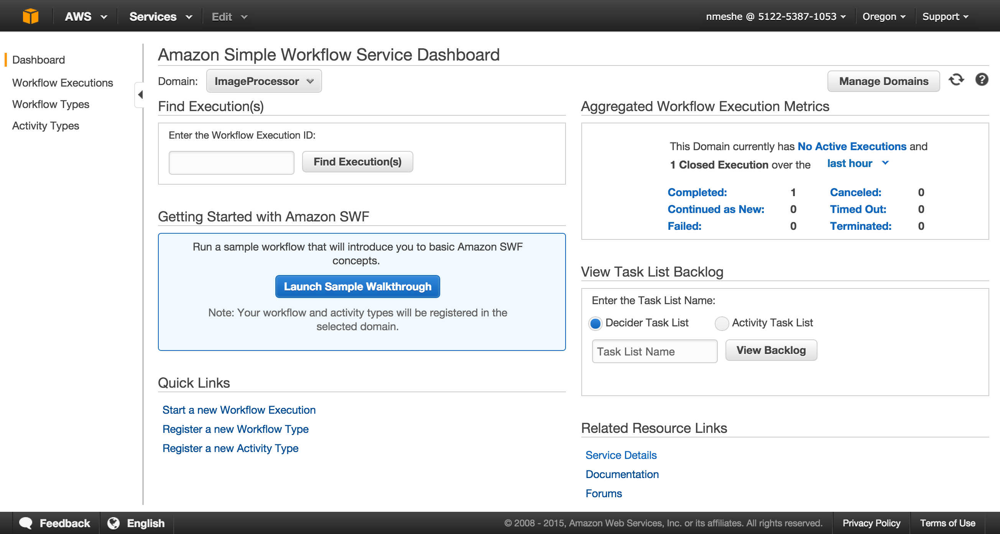 AWS Services Edit nmeshe @ 5122-5387-1053 Oregon Support
Dashboard
Workflow Executions
Workflow Types
Activity Types
Amazon Simple Workflow Service Dashboard
Domain: ImageProcessor Manage Domains
Find Execution(s)
Enter the Workflow Execution ID:
Find Execution(s)
Getting Started with Amazon SWF
Run a sample workflow that will introduce you to basic Amazon SWF
concepts.
Launch Sample Walkthrough
Note: Your workflow and activity types will be registered in the
selected domain.
Quick Links
Start a new Workflow Execution
Register a new Workflow Type
Register a new Activity Type
Aggregated Workflow Execution Metrics
This Domain currently has No Active Executions and
1 Closed Execution over the last hour
Completed: 1 Canceled: 0
Continued as New: 0 Timed Out: 0
Failed: 0 Terminated: 0
View Task List Backlog
Enter the Task List Name:
Decider Task List Activity Task List
Task List Name View Backlog
Related Resource Links
Service Details
Documentation
Forums
Feedback English © 2008 - 2015, Amazon Web Services, Inc. or its affiliates. All rights reserved. Privacy Policy Terms of Use